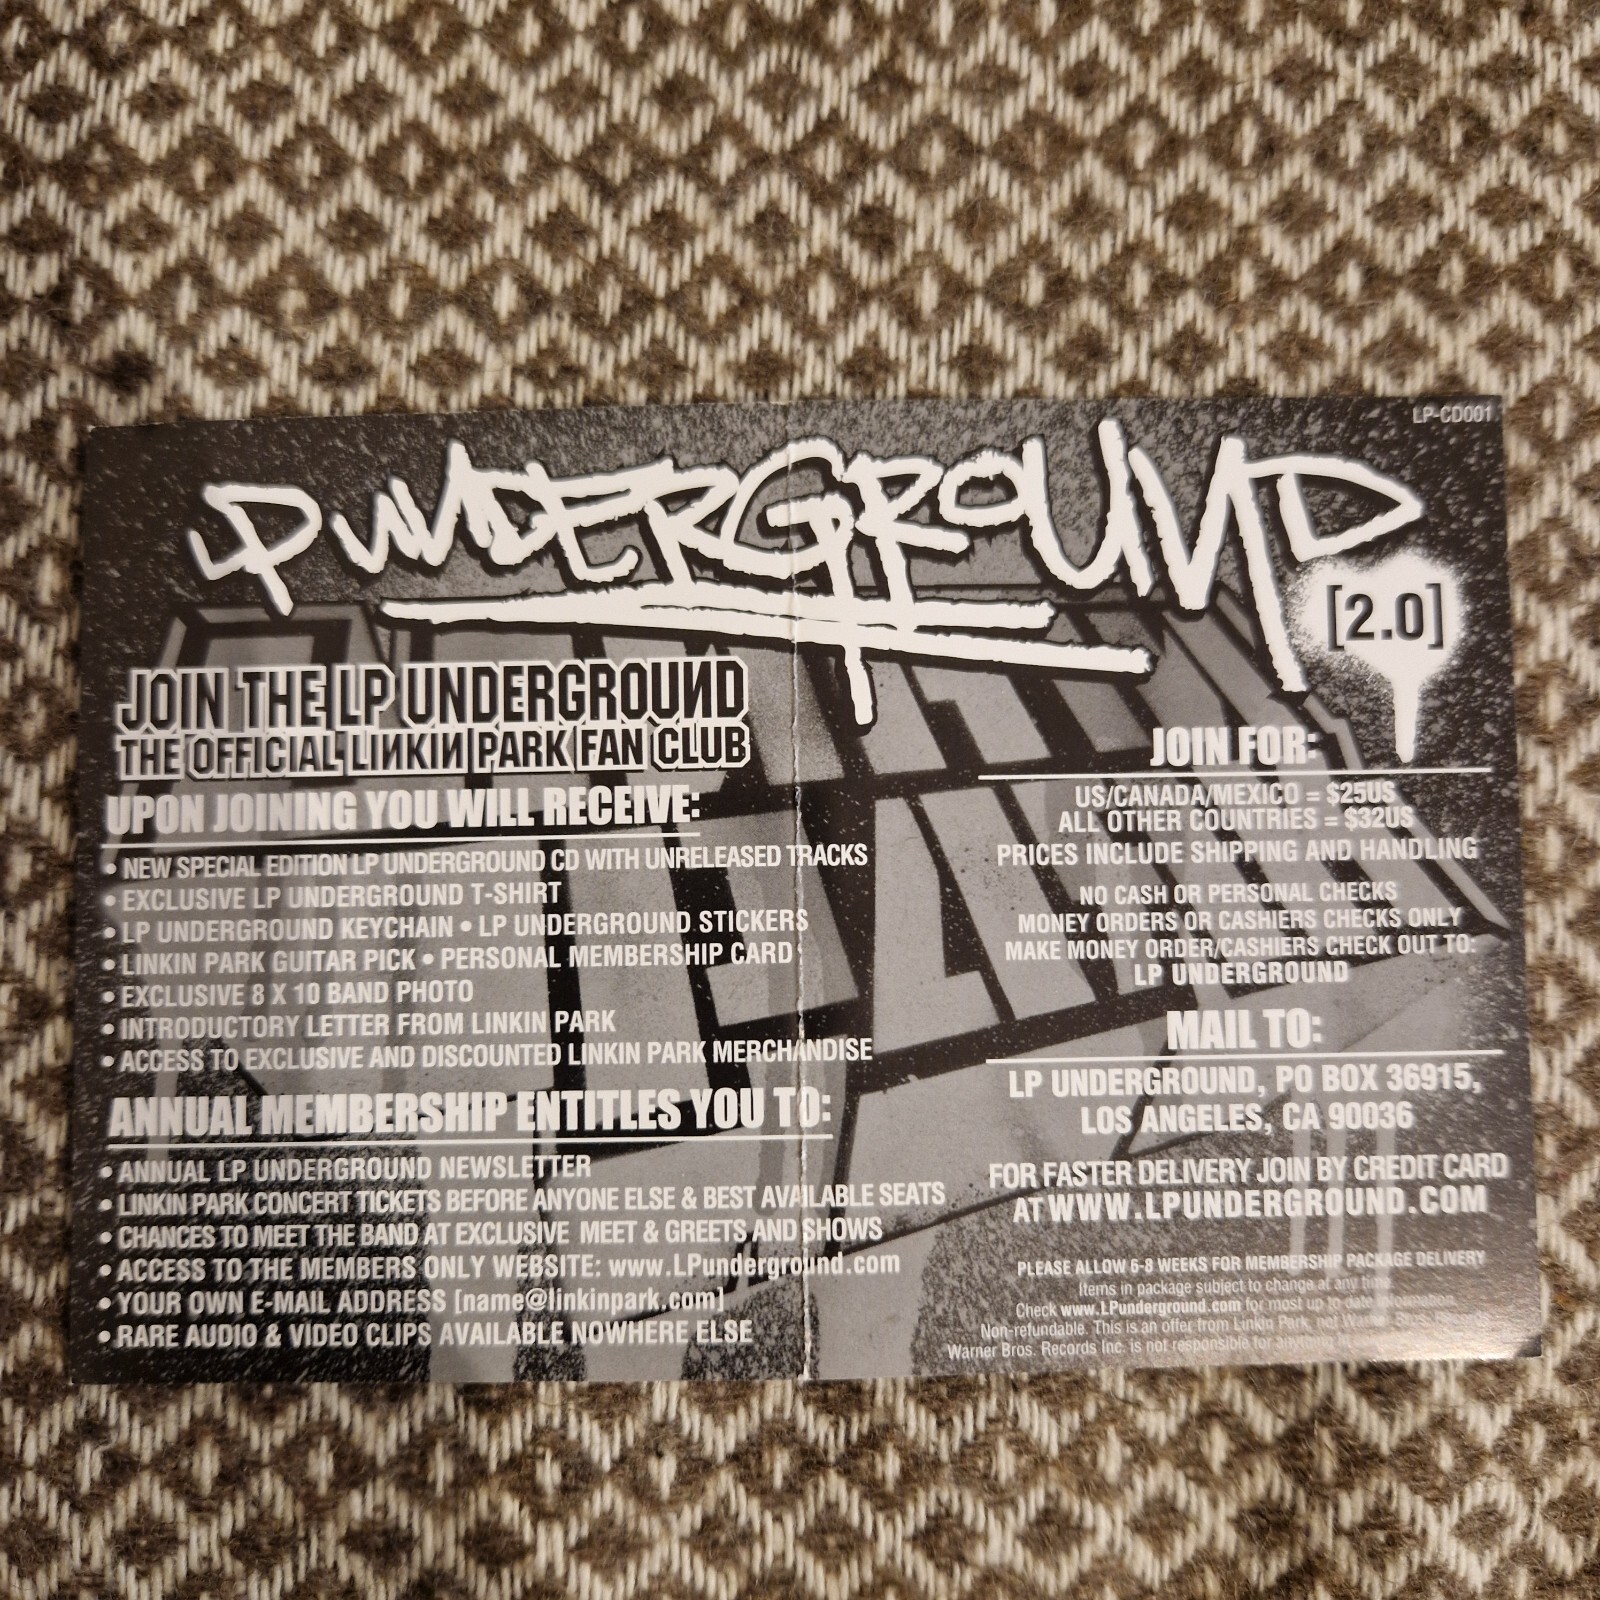 LP-CD001
LP UNDERGROUND
[2.0]
JOIN THE LP UNDERGROUND
THE OFFICIAL LINKIN PARK FAN CLUB
UPON JOINING YOU WILL RECEIVE:
• NEW SPECIAL EDITION LP UNDERGROUND CD WITH UNRELEASED TRACKS
• EXCLUSIVE LP UNDERGROUND T-SHIRT
• LP UNDERGROUND KEYCHAIN • LP UNDERGROUND STICKERS
• LINKIN PARK GUITAR PICK • PERSONAL MEMBERSHIP CARD
• EXCLUSIVE 8 X 10 BAND PHOTO
• INTRODUCTORY LETTER FROM LINKIN PARK
• ACCESS TO EXCLUSIVE AND DISCOUNTED LINKIN PARK MERCHANDISE
ANNUAL MEMBERSHIP ENTITLES YOU TO:
• ANNUAL LP UNDERGROUND NEWSLETTER
• LINKIN PARK CONCERT TICKETS BEFORE ANYONE ELSE & BEST AVAILABLE SEATS
• CHANCES TO MEET THE BAND AT EXCLUSIVE MEET & GREETS AND SHOWS
• ACCESS TO THE MEMBERS ONLY WEBSITE: www.LPunderground.com
• YOUR OWN E-MAIL ADDRESS [name@linkinpark.com]
• RARE AUDIO & VIDEO CLIPS AVAILABLE NOWHERE ELSE
JOIN FOR:
US/CANADA/MEXICO = $25US
ALL OTHER COUNTRIES = $32US
PRICES INCLUDE SHIPPING AND HANDLING
NO CASH OR PERSONAL CHECKS
MONEY ORDERS OR CASHIERS CHECKS ONLY
MAKE MONEY ORDER/CASHIERS CHECK OUT TO:
LP UNDERGROUND
MAIL TO:
LP UNDERGROUND, PO BOX 36915,
LOS ANGELES, CA 90036
FOR FASTER DELIVERY JOIN BY CREDIT CARD
AT WWW.LPUNDERGROUND.COM
PLEASE ALLOW 6-8 WEEKS FOR MEMBERSHIP PACKAGE DELIVERY
Items in package subject to change at any time.
Check www.LPunderground.com for most up to date information.
Non-refundable. This is an offer from Linkin Park, not Warner Bros.
Warner Bros. Records Inc. is not responsible for anything